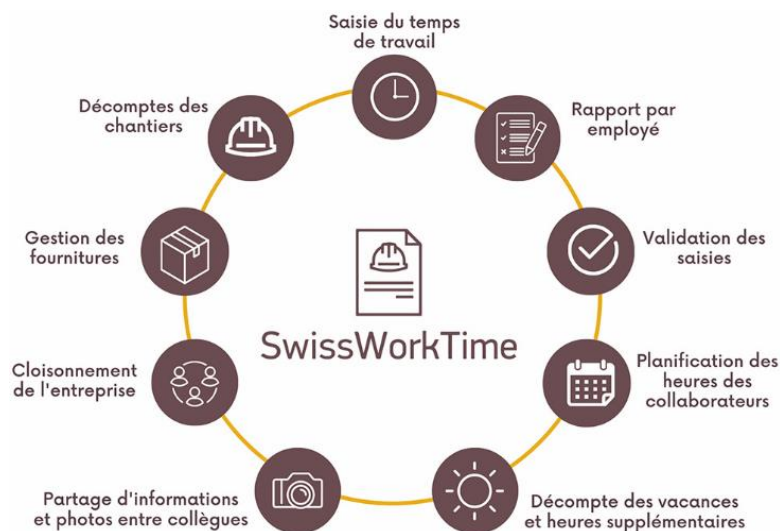 Saisie du temps
de travail
Rapport par
employé
Validation des
saisies
Planification des
heures des
collaborateurs
Décompte des vacances
et heures supplémentaires
Partage d'informations
et photos entre collègues
Cloisonnement
de l'entreprise
Gestion des
fournitures
Décomptes des
chantiers
SwissWorkTime